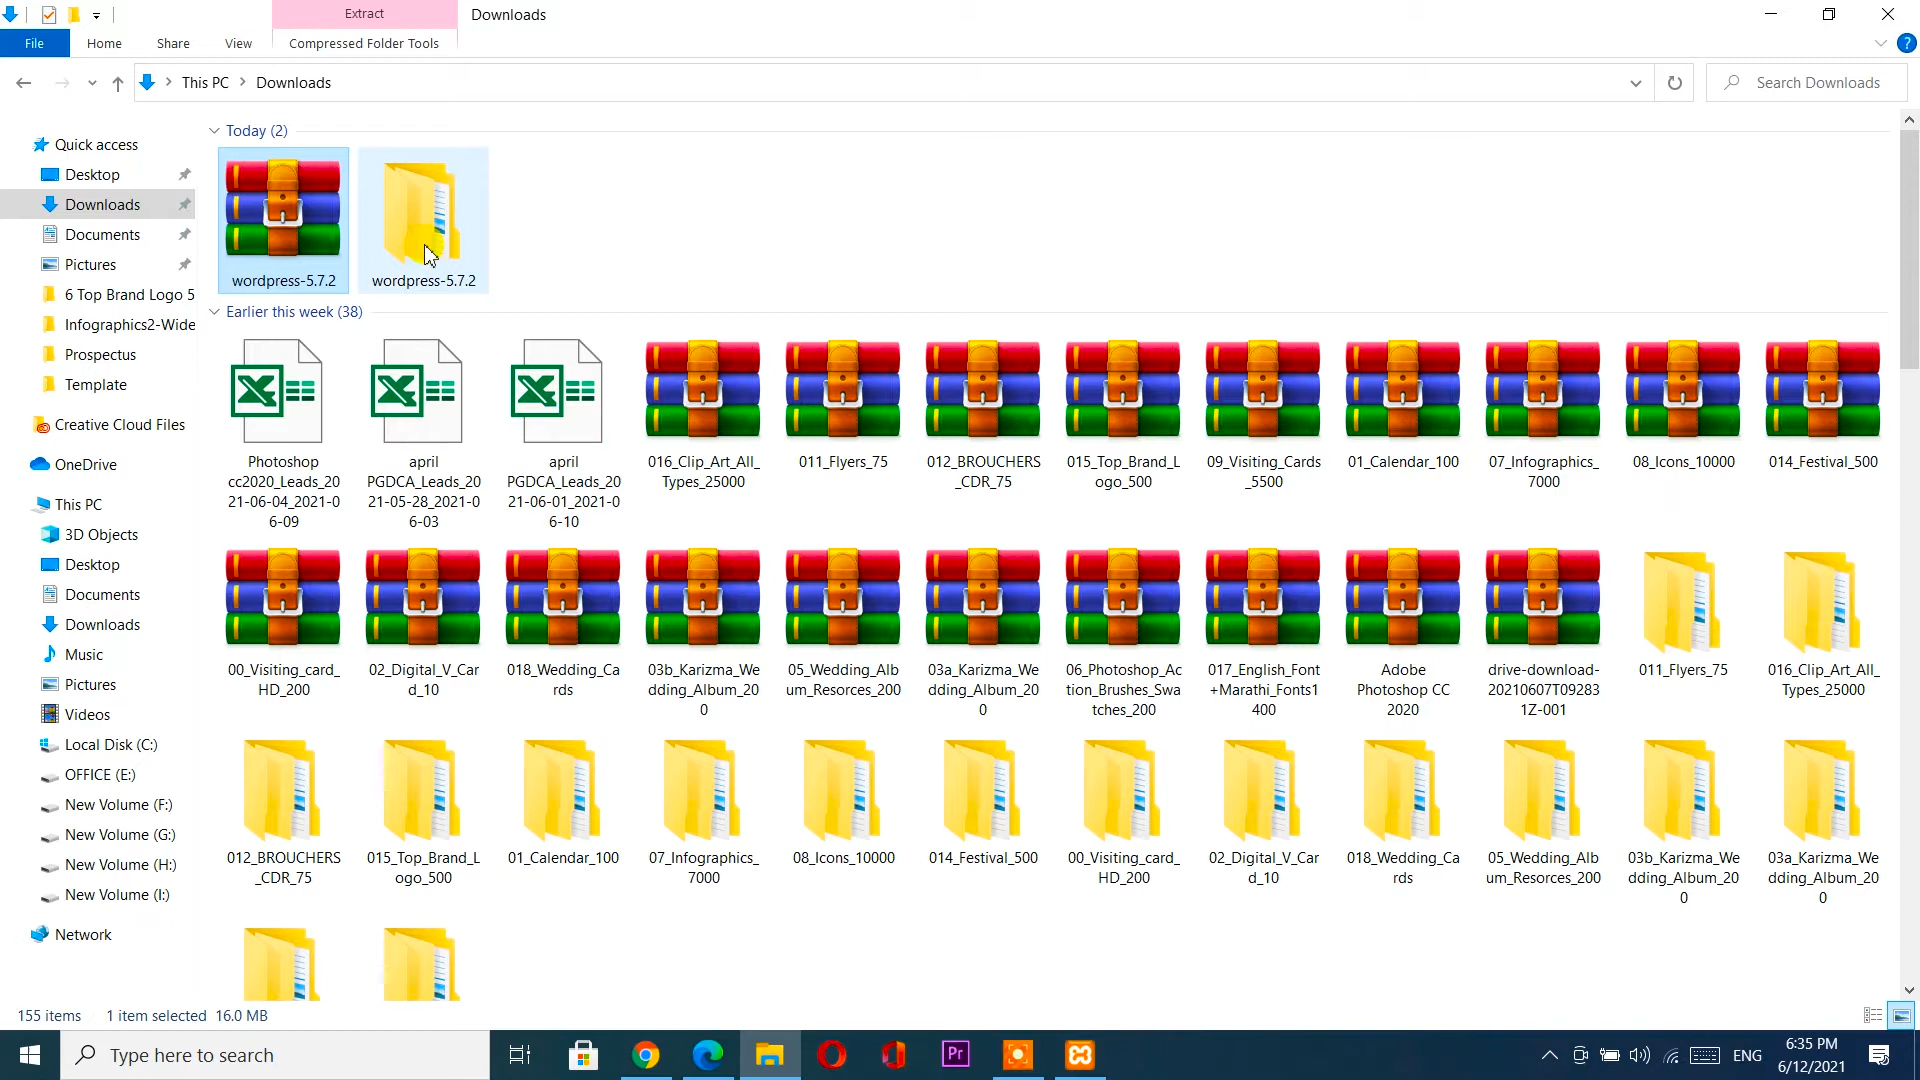 Extract
Downloads
File
Home
Share
View
Compressed Folder Tools
?
This PC
Downloads
Search Downloads
Quick access
Desktop
Downloads
Documents
Pictures
6 Top Brand Logo 5
Infographics2-Wide
Prospectus
Template
Creative Cloud Files
OneDrive
This PC
3D Objects
Desktop
Documents
Downloads
Music
Pictures
Videos
Local Disk (C:)
OFFICE (E:)
New Volume (F:)
New Volume (G:)
New Volume (H:)
New Volume (I:)
Network
Today (2)
wordpress-5.7.2
wordpress-5.7.2
Earlier this week (38)
Photoshop
cc2020_Leads_20
21-06-04_2021-0
6-09
april
PGDCA_Leads_20
21-05-28_2021-0
6-03
april
PGDCA_Leads_20
21-06-01_2021-0
6-10
016_Clip_Art_All_
Types_25000
011_Flyers_75
012_BROUCHERS
_CDR_75
015_Top_Brand_L
ogo_500
09_Visiting_Cards
_5500
01_Calendar_100
07_Infographics_
7000
08_Icons_10000
014_Festival_500
00_Visiting_card_
HD_200
02_Digital_V_Car
d_10
018_Wedding_Ca
rds
03b_Karizma_We
dding_Album_20
0
05_Wedding_Alb
um_Resorces_200
03a_Karizma_We
dding_Album_20
0
06_Photoshop_Ac
tion_Brushes_Swa
tches_200
017_English_Font
+Marathi_Fonts1
400
Adobe
Photoshop CC
2020
drive-download-
20210607T09283
1Z-001
011_Flyers_75
016_Clip_Art_All_
Types_25000
012_BROUCHERS
_CDR_75
015_Top_Brand_L
ogo_500
01_Calendar_100
07_Infographics_
7000
08_Icons_10000
014_Festival_500
00_Visiting_card_
HD_200
02_Digital_V_Car
d_10
018_Wedding_Ca
rds
05_Wedding_Alb
um_Resorces_200
03b_Karizma_We
dding_Album_20
0
03a_Karizma_We
dding_Album_20
0
155 items
1 item selected 16.0 MB
Type here to search
Pr
ENG
6:35 PM
6/12/2021